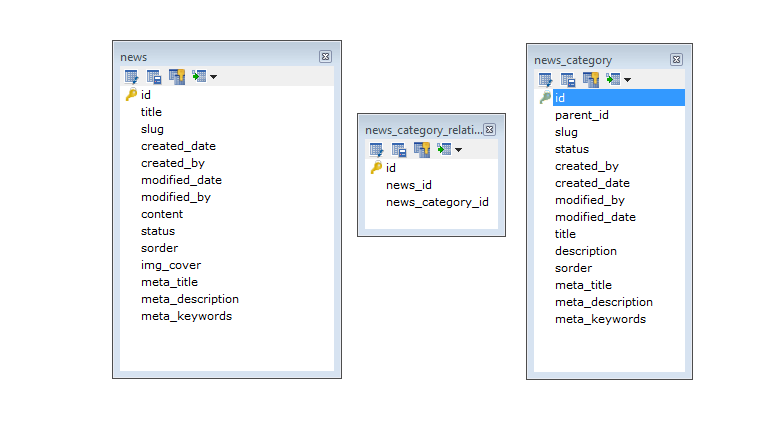 news
id
title
slug
created_date
created_by
modified_date
modified_by
content
status
sorder
img_cover
meta_title
meta_description
meta_keywords
news_category_relati...
id
news_id
news_category_id
news_category
id
parent_id
slug
status
created_by
created_date
modified_by
modified_date
title
description
sorder
meta_title
meta_description
meta_keywords